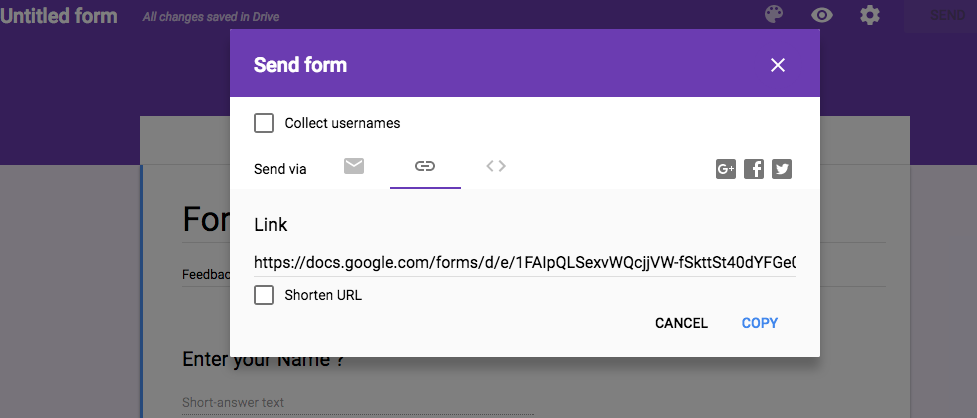 Untitled form
All changes saved in Drive
SEND
Send form
Collect usernames
Send via
G+
Link
https://docs.google.com/forms/d/e/1FAIpQLSexvWQcjjVW-fSkttSt40dYFGe0
Shorten URL
CANCEL
COPY
For
Feedbac
Enter your Name ?
Short-answer text